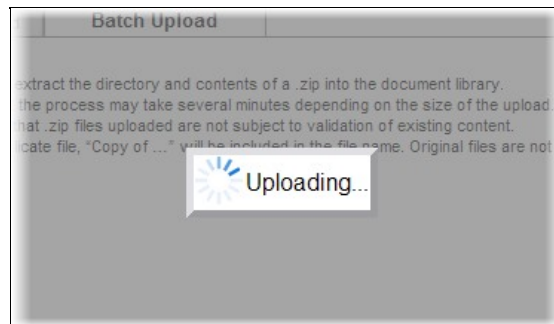 Batch Upload
extract the directory and contents of a .zip into the document library.
the process may take several minutes depending on the size of the upload.
that .zip files uploaded are not subject to validation of existing content.
icate file, “Copy of ...” will be included in the file name. Original files are not
Uploading...